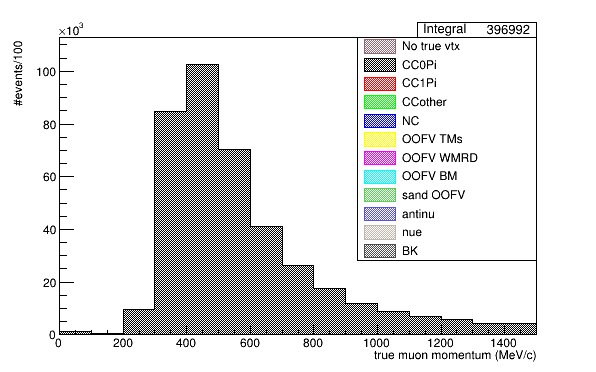 ×10³
Integral 396992
#events/100
No true vtx
CC0Pi
CC1Pi
CCother
NC
OOFV TMs
OOFV WMRD
OOFV BM
sand OOFV
antinu
nue
BK
100
80
60
40
20
0
0 200 400 600 800 1000 1200 1400
true muon momentum (MeV/c)